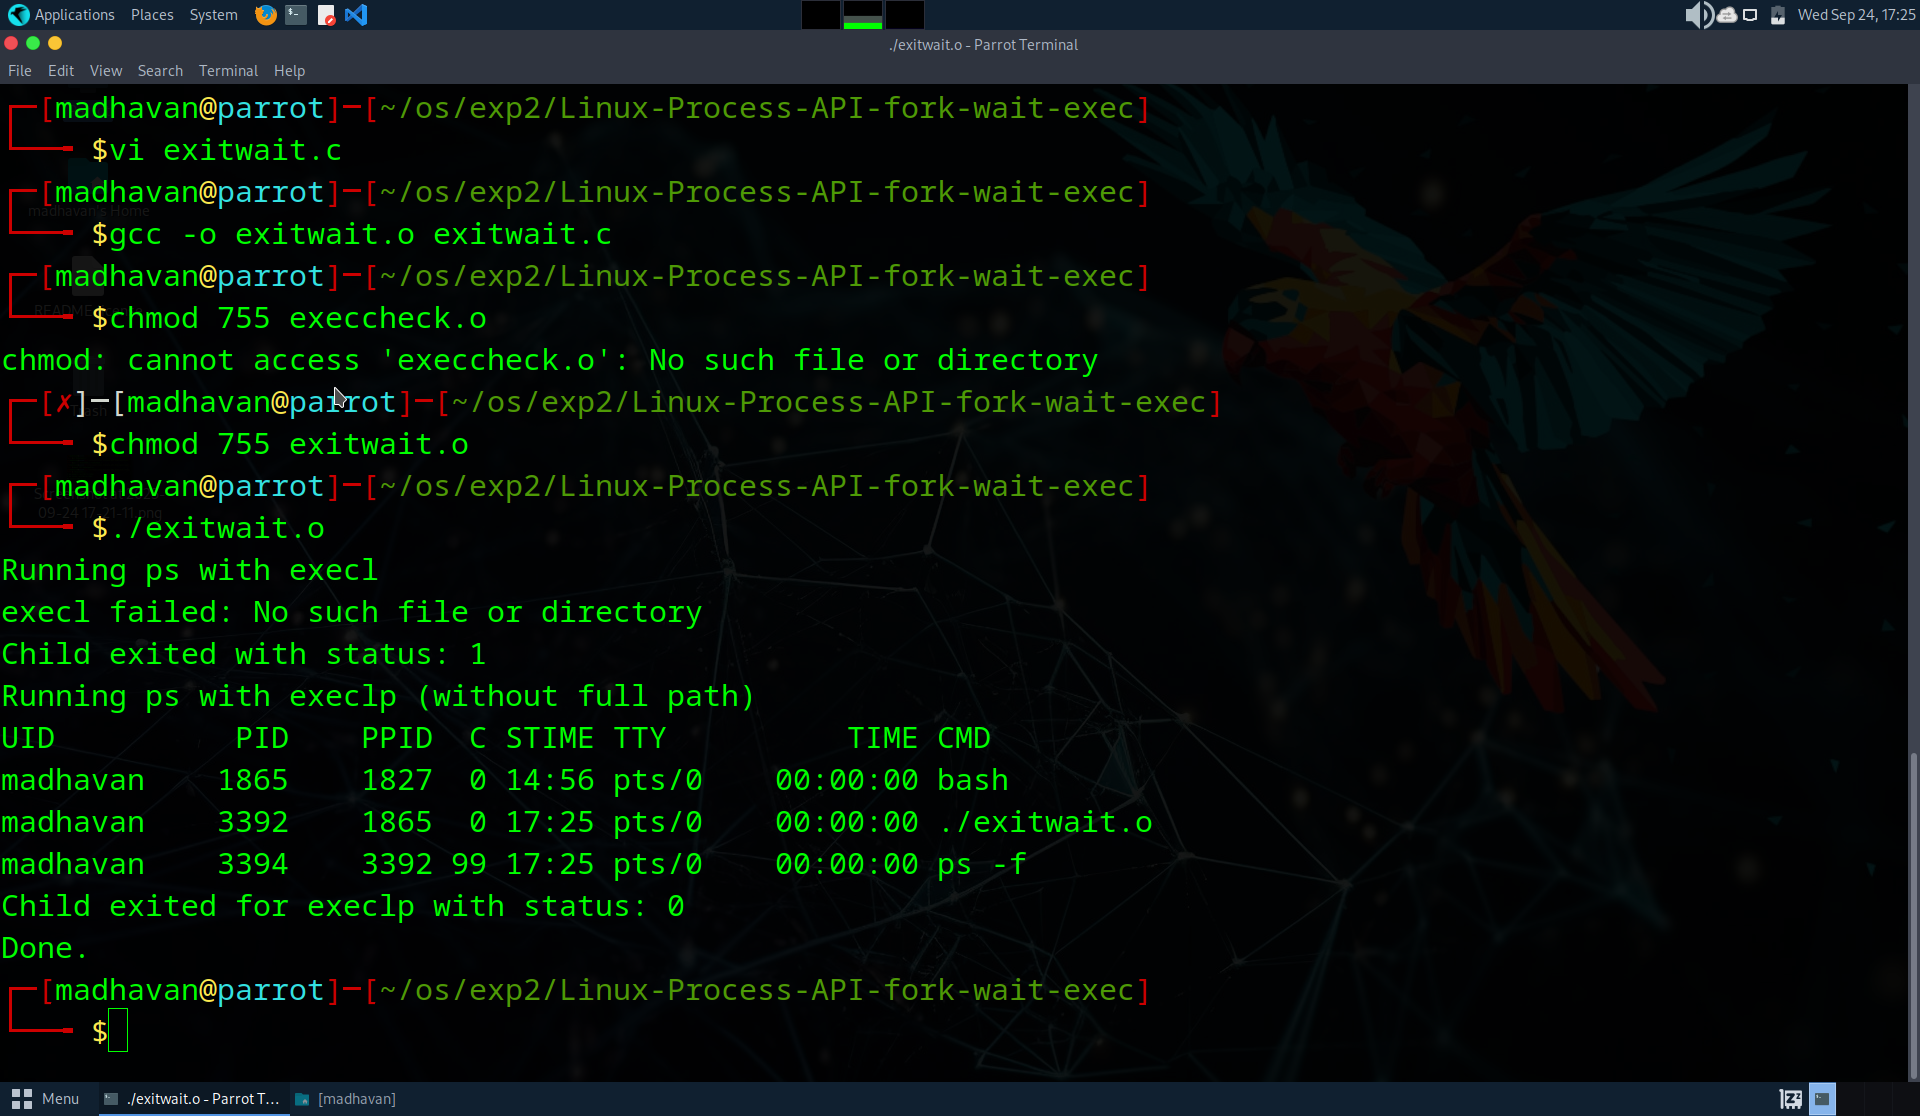 Applications Places System Wed Sep 24, 17:25
./exitwait.o - Parrot Terminal
File Edit View Search Terminal Help
[madhavan@parrot]─[~/os/exp2/Linux-Process-API-fork-wait-exec]
$vi exitwait.c
[madhavan@parrot]─[~/os/exp2/Linux-Process-API-fork-wait-exec]
madhavan's Home
$gcc -o exitwait.o exitwait.c
[madhavan@parrot]─[~/os/exp2/Linux-Process-API-fork-wait-exec]
$chmod 755 execcheck.o
chmod: cannot access 'execcheck.o': No such file or directory
[✗]─[madhavan@parrot]─[~/os/exp2/Linux-Process-API-fork-wait-exec]
$chmod 755 exitwait.o
[madhavan@parrot]─[~/os/exp2/Linux-Process-API-fork-wait-exec]
09-24 17-21-11.png
$./exitwait.o
Running ps with execl
execl failed: No such file or directory
Child exited with status: 1
Running ps with execlp (without full path)
UID PID PPID C STIME TTY TIME CMD
madhavan 1865 1827 0 14:56 pts/0 00:00:00 bash
madhavan 3392 1865 0 17:25 pts/0 00:00:00 ./exitwait.o
madhavan 3394 3392 99 17:25 pts/0 00:00:00 ps -f
Child exited for execlp with status: 0
Done.
[madhavan@parrot]─[~/os/exp2/Linux-Process-API-fork-wait-exec]
$
Menu ./exitwait.o - Parrot T... [madhavan]